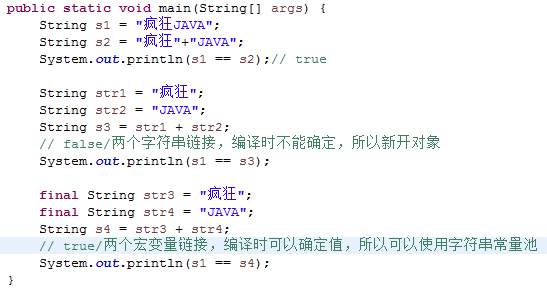 public static void main(String[] args) {
    String s1 = "疯狂JAVA";
    String s2 = "疯狂"+"JAVA";
    System.out.println(s1 == s2);// true
    String str1 = "疯狂";
    String str2 = "JAVA";
    String s3 = str1 + str2;
    // false/两个字符串链接，编译时不能确定，所以新开对象
    System.out.println(s1 == s3);
    final String str3 = "疯狂";
    final String str4 = "JAVA";
    String s4 = str3 + str4;
    // true/两个宏变量链接，编译时可以确定值，所以可以使用字符串常量池
    System.out.println(s1 == s4);
}